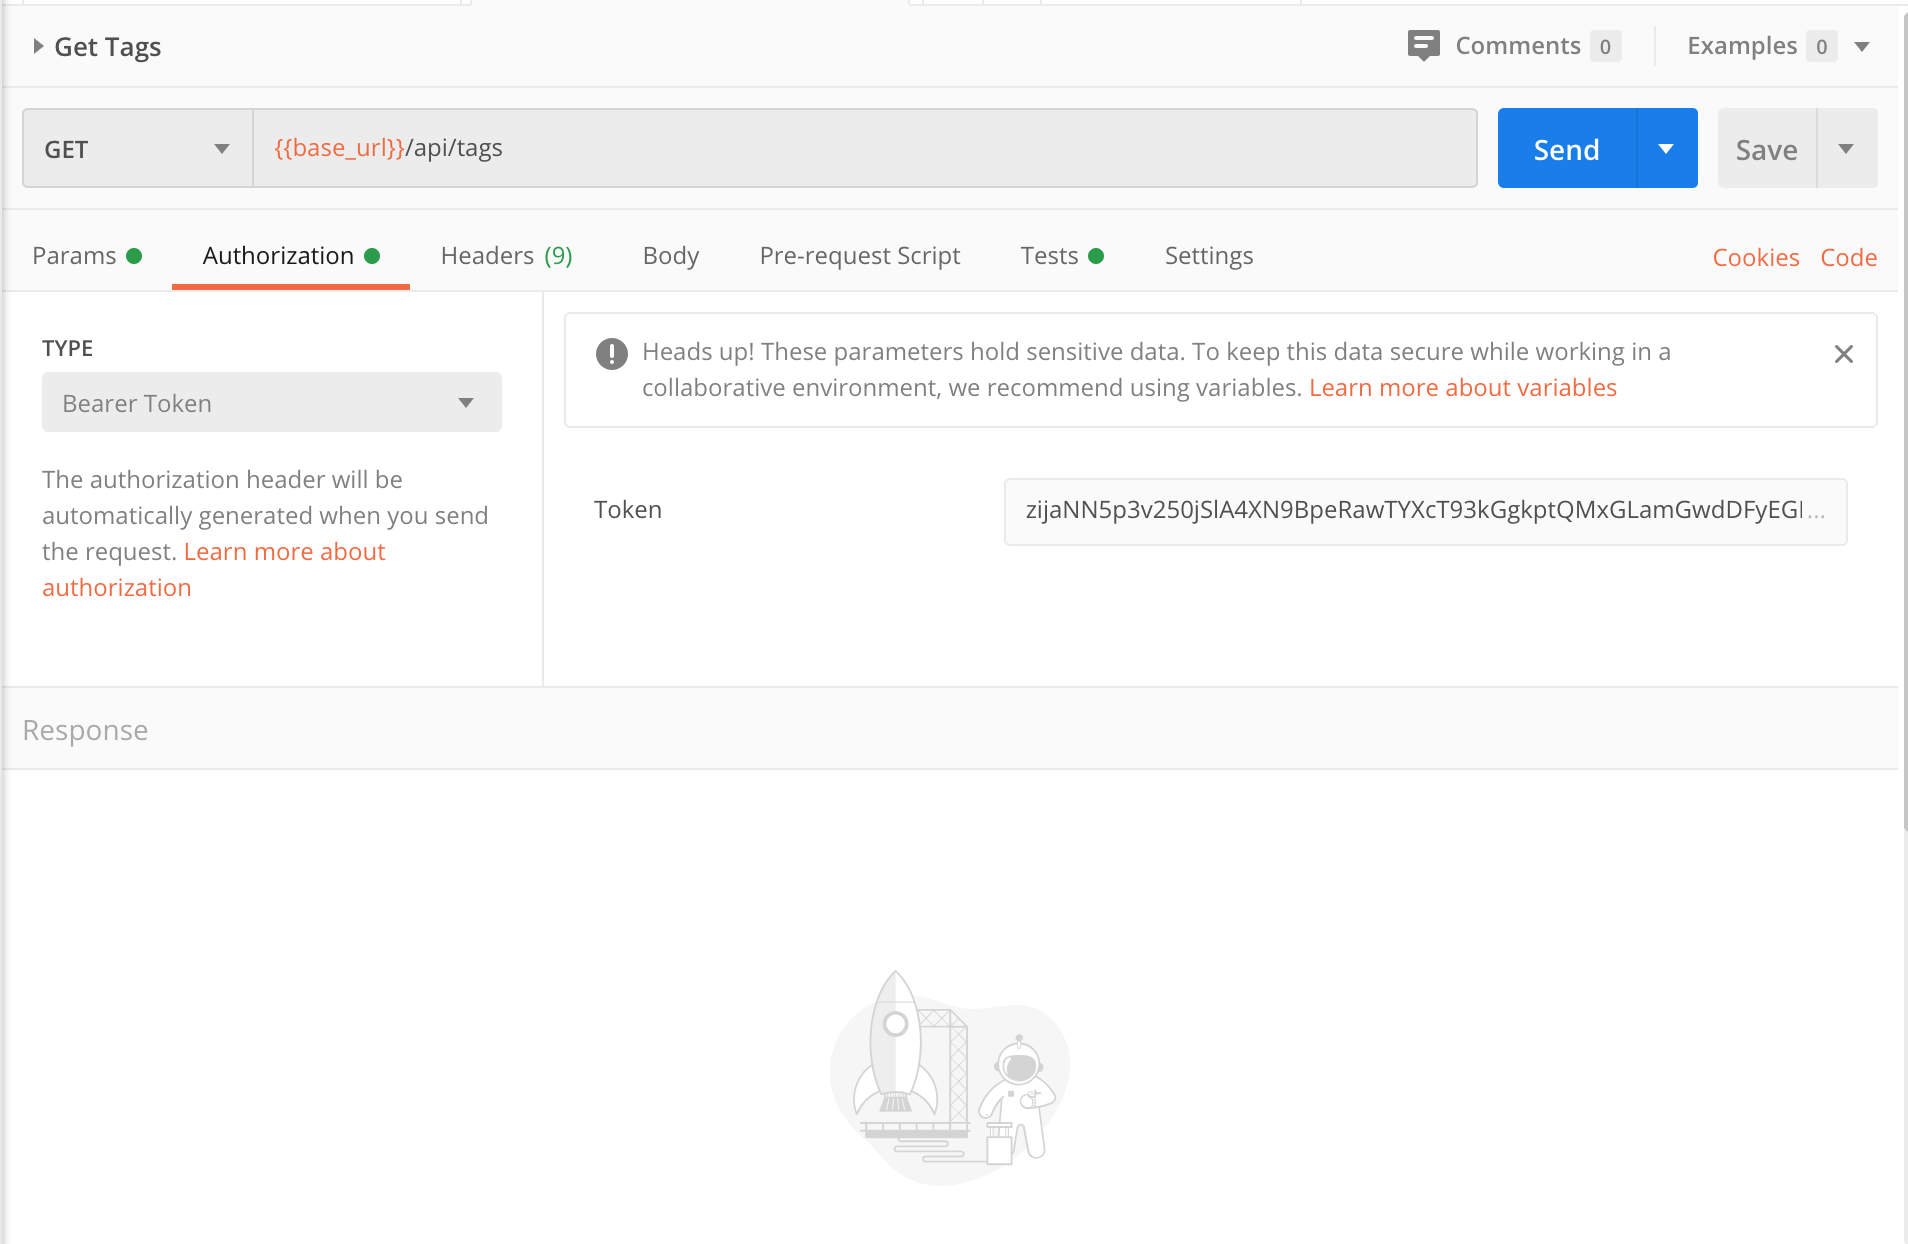 Get Tags
Comments 0
Examples 0
GET
{{base_url}}/api/tags
Send
Save
Params
Authorization
Headers (9)
Body
Pre-request Script
Tests
Settings
Cookies
Code
TYPE
Bearer Token
The authorization header will be
automatically generated when you send
the request. Learn more about
authorization
Heads up! These parameters hold sensitive data. To keep this data secure while working in a
collaborative environment, we recommend using variables. Learn more about variables
Token
zijaNN5p3v250jSlA4XN9BpeRawTYXcT93kGgkptQMxGLamGwdDFyEGI...
Response